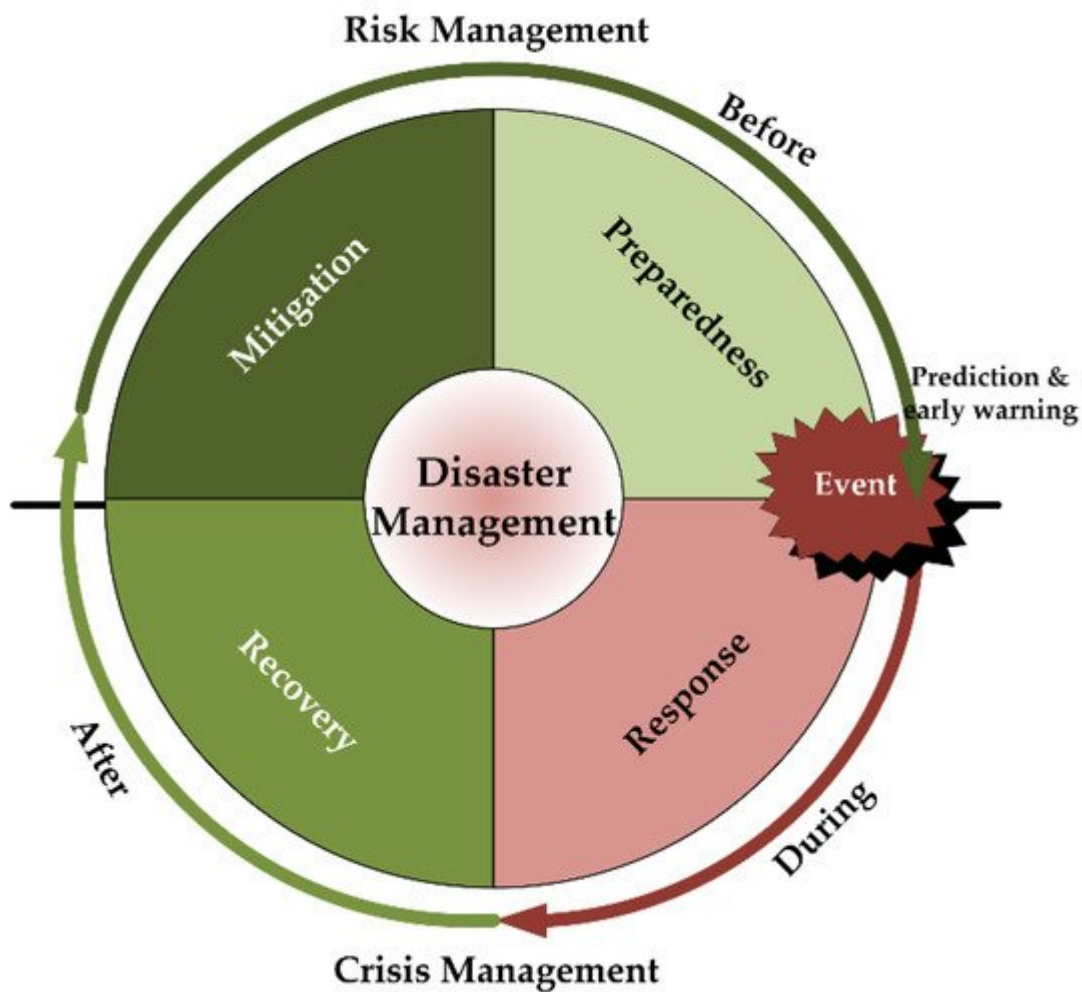 Risk Management
Before
Mitigation
Preparedness
Prediction &
early warning
Event
Disaster
Management
Recovery
Response
After
During
Crisis Management